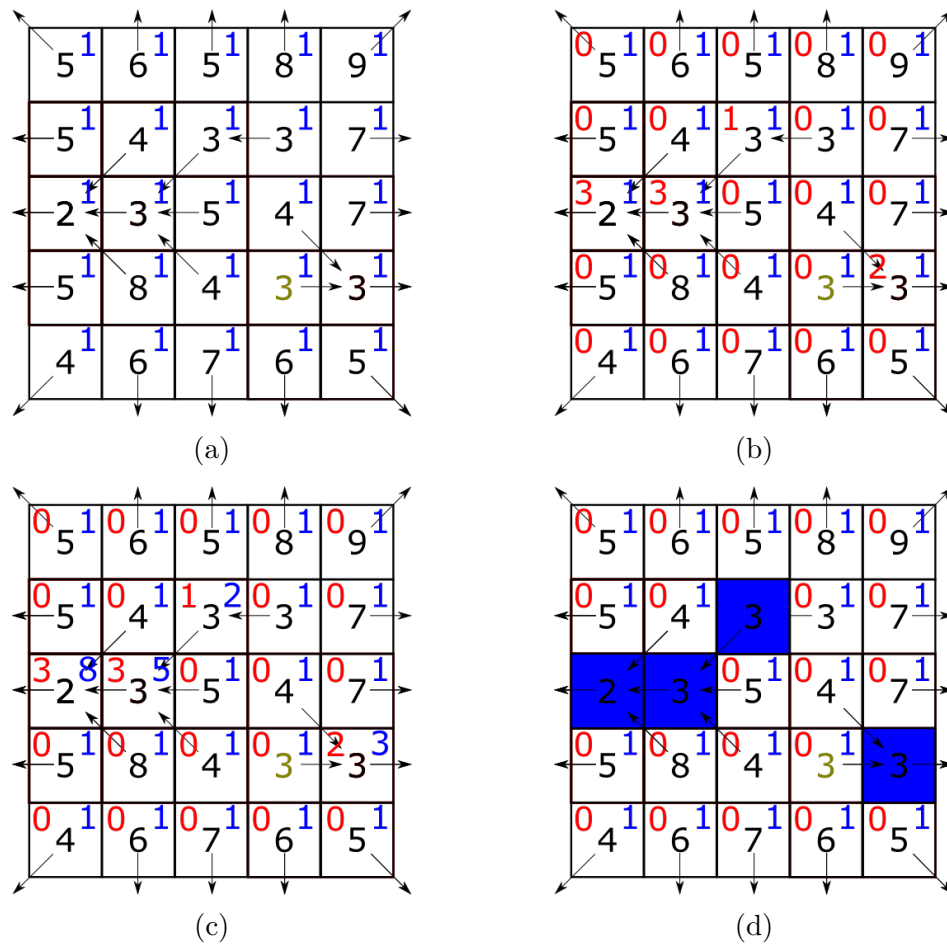 5 1 6 1 5 1 8 1 9 1
5 1 4 1 3 1 3 1 7 1
2 1 3 1 5 1 4 1 7 1
5 1 8 1 4 1 3 1 3 1
4 1 6 1 7 1 6 1 5 1
(a)
0 5 1 0 6 1 0 5 1 0 8 1 0 9 1
0 5 1 0 4 1 1 3 1 0 3 1 0 7 1
3 2 1 3 3 1 0 5 1 0 4 1 0 7 1
0 5 1 0 8 1 0 4 1 0 3 1 2 3 1
0 4 1 0 6 1 0 7 1 0 6 1 0 5 1
(b)
0 5 1 0 6 1 0 5 1 0 8 1 0 9 1
0 5 1 0 4 1 1 3 2 0 3 1 0 7 1
3 2 8 3 3 5 0 5 1 0 4 1 0 7 1
0 5 1 0 8 1 0 4 1 0 3 1 2 3 3
0 4 1 0 6 1 0 7 1 0 6 1 0 5 1
(c)
0 5 1 0 6 1 0 5 1 0 8 1 0 9 1
0 5 1 0 4 1 3 0 3 1 0 7 1
2 3 0 5 1 0 4 1 0 7 1
0 5 1 0 8 1 0 4 1 0 3 1 3
0 4 1 0 6 1 0 7 1 0 6 1 0 5 1
(d)